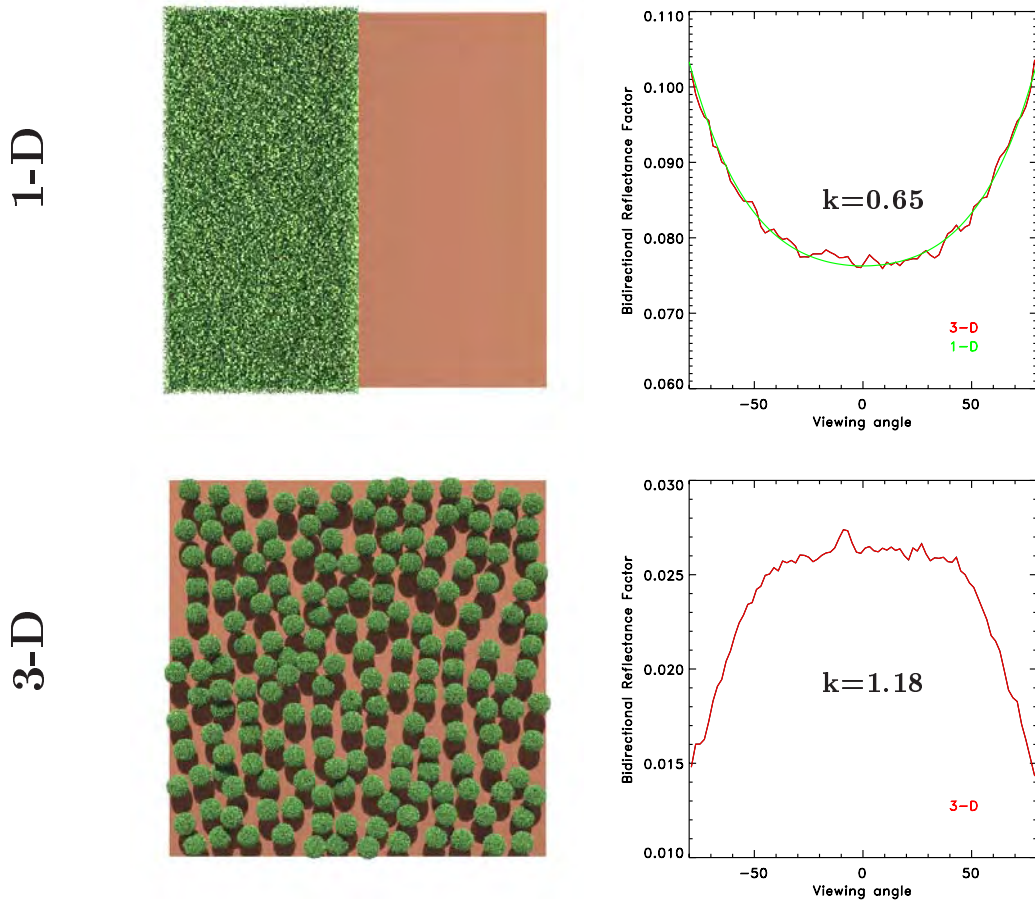 1-D
0.110
0.100
0.090
0.080
0.070
0.060
Bidirectional Reflectance Factor
k=0.65
3-D
1-D
−50
0
50
Viewing angle
3-D
0.030
0.025
0.020
0.015
0.010
Bidirectional Reflectance Factor
k=1.18
3-D
−50
0
50
Viewing angle